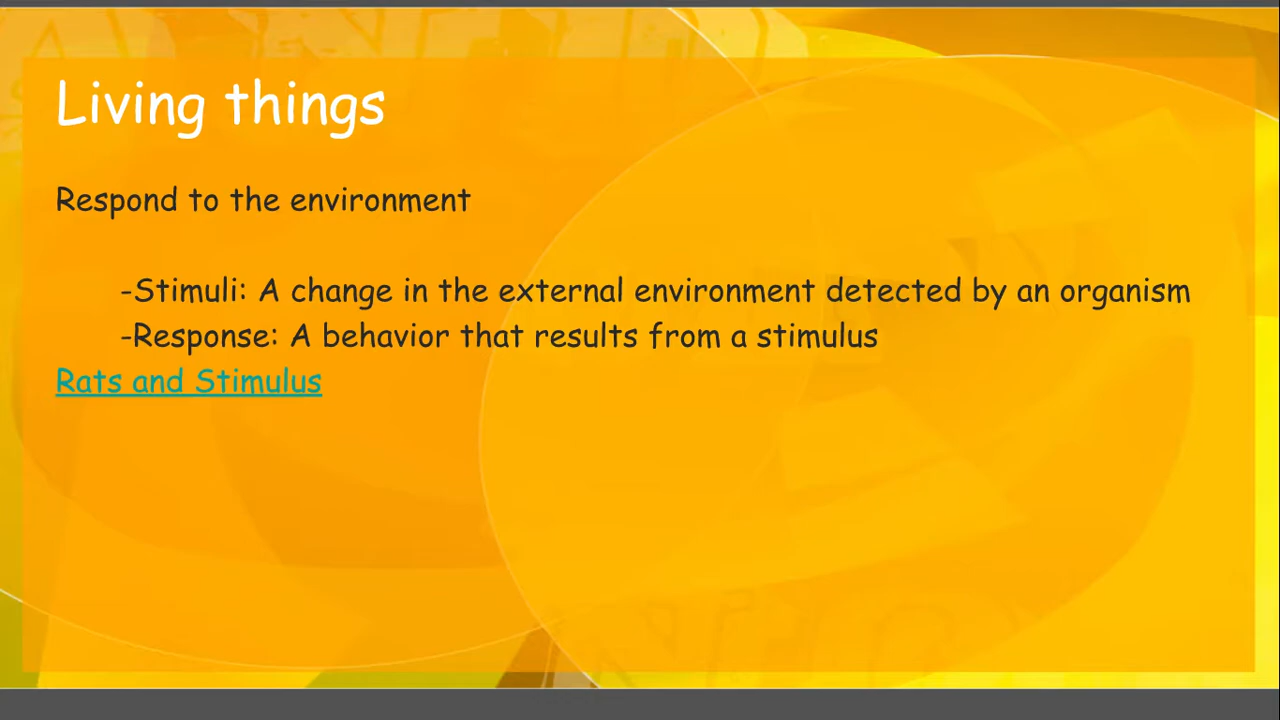 Living things
Respond to the environment
-Stimuli: A change in the external environment detected by an organism
-Response: A behavior that results from a stimulus
Rats and Stimulus